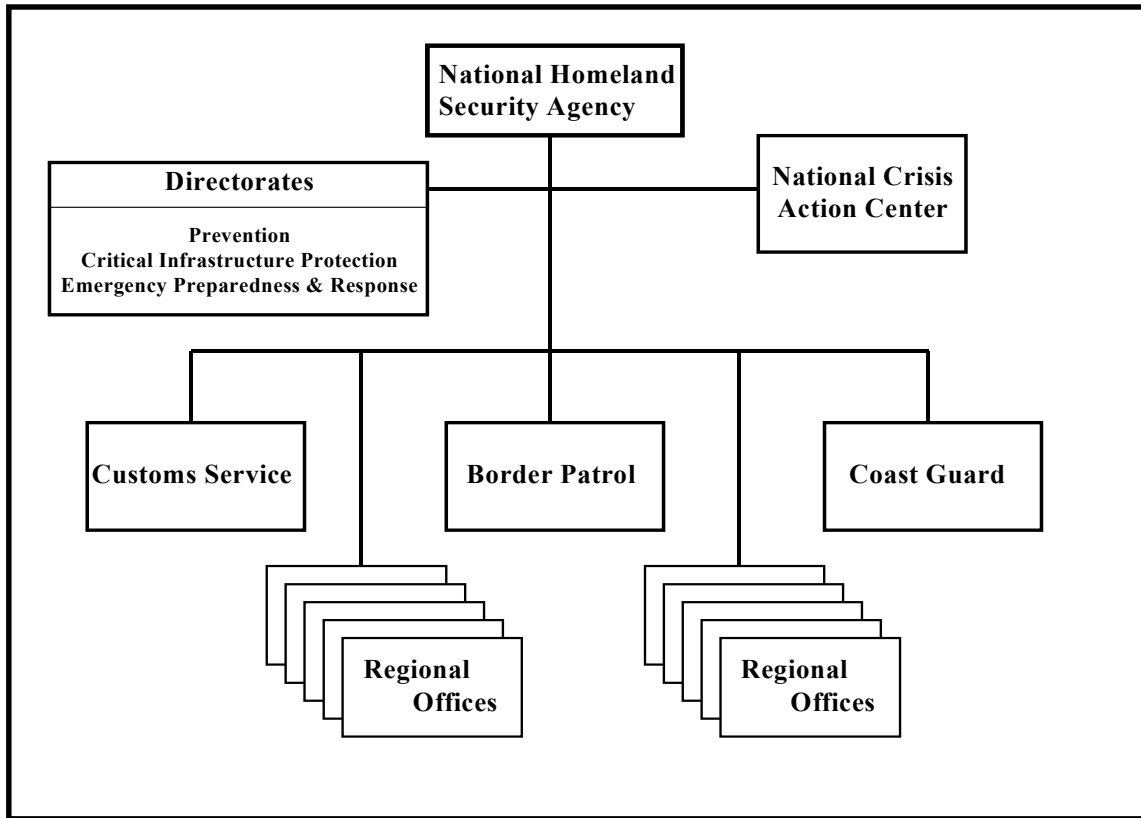 National Homeland
Security Agency
Directorates
Prevention
Critical Infrastructure Protection
Emergency Preparedness & Response
National Crisis
Action Center
Customs Service
Border Patrol
Coast Guard
Regional
Offices
Regional
Offices